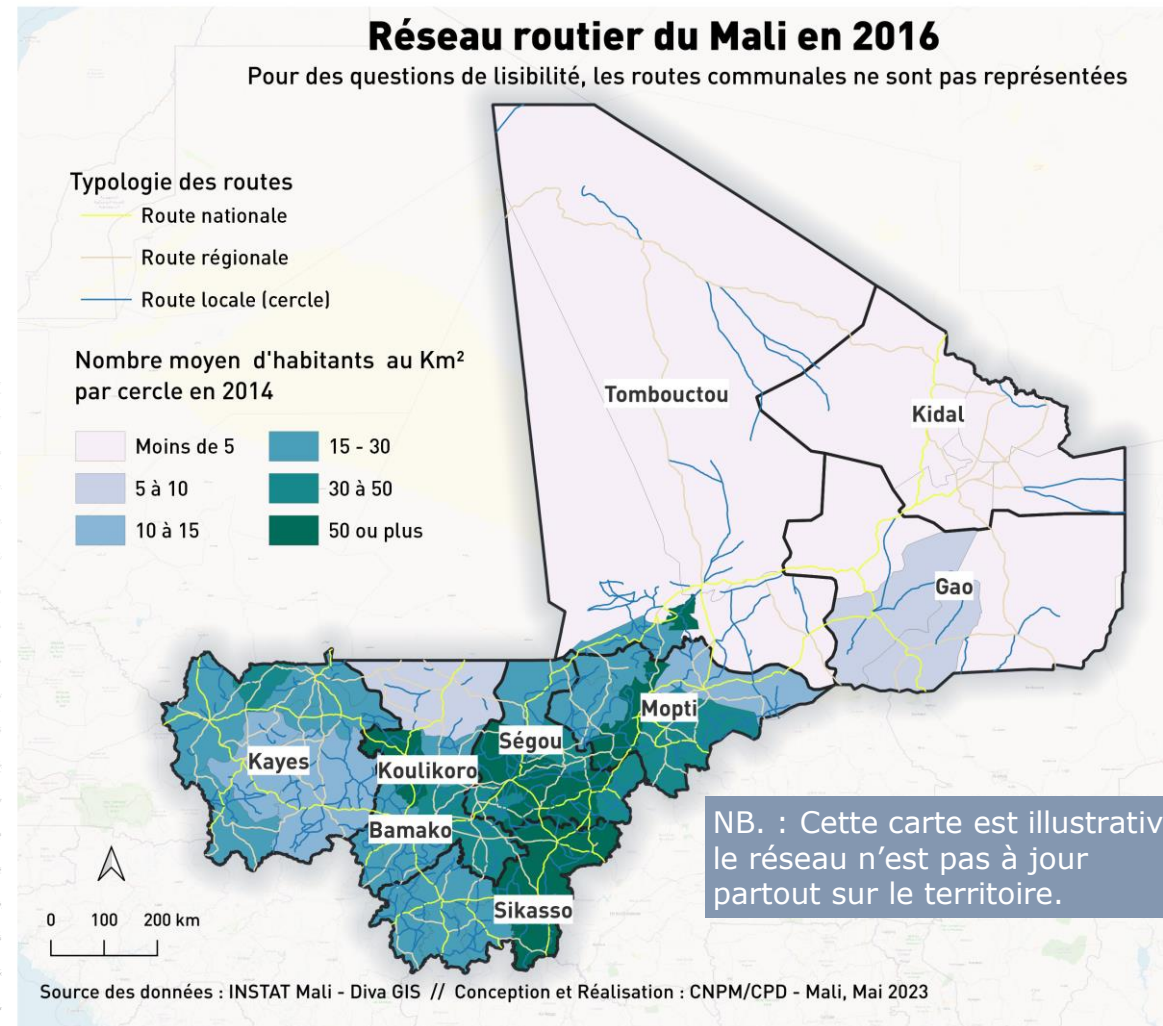 Réseau routier du Mali en 2016
Pour des questions de lisibilité, les routes communales ne sont pas représentées
Typologie des routes
Route nationale
Route régionale
Route locale (cercle)
Nombre moyen d'habitants au Km²
par cercle en 2014
Moins de 5
5 à 10
10 à 15
15 - 30
30 à 50
50 ou plus
Tombouctou
Kidal
Gao
Mopti
Ségou
Kayes
Koulikoro
Bamako
Sikasso
NB. : Cette carte est illustrativ
le réseau n’est pas à jour
partout sur le territoire.
0 100 200 km
Source des données : INSTAT Mali - Diva GIS // Conception et Réalisation : CNPM/CPD - Mali, Mai 2023